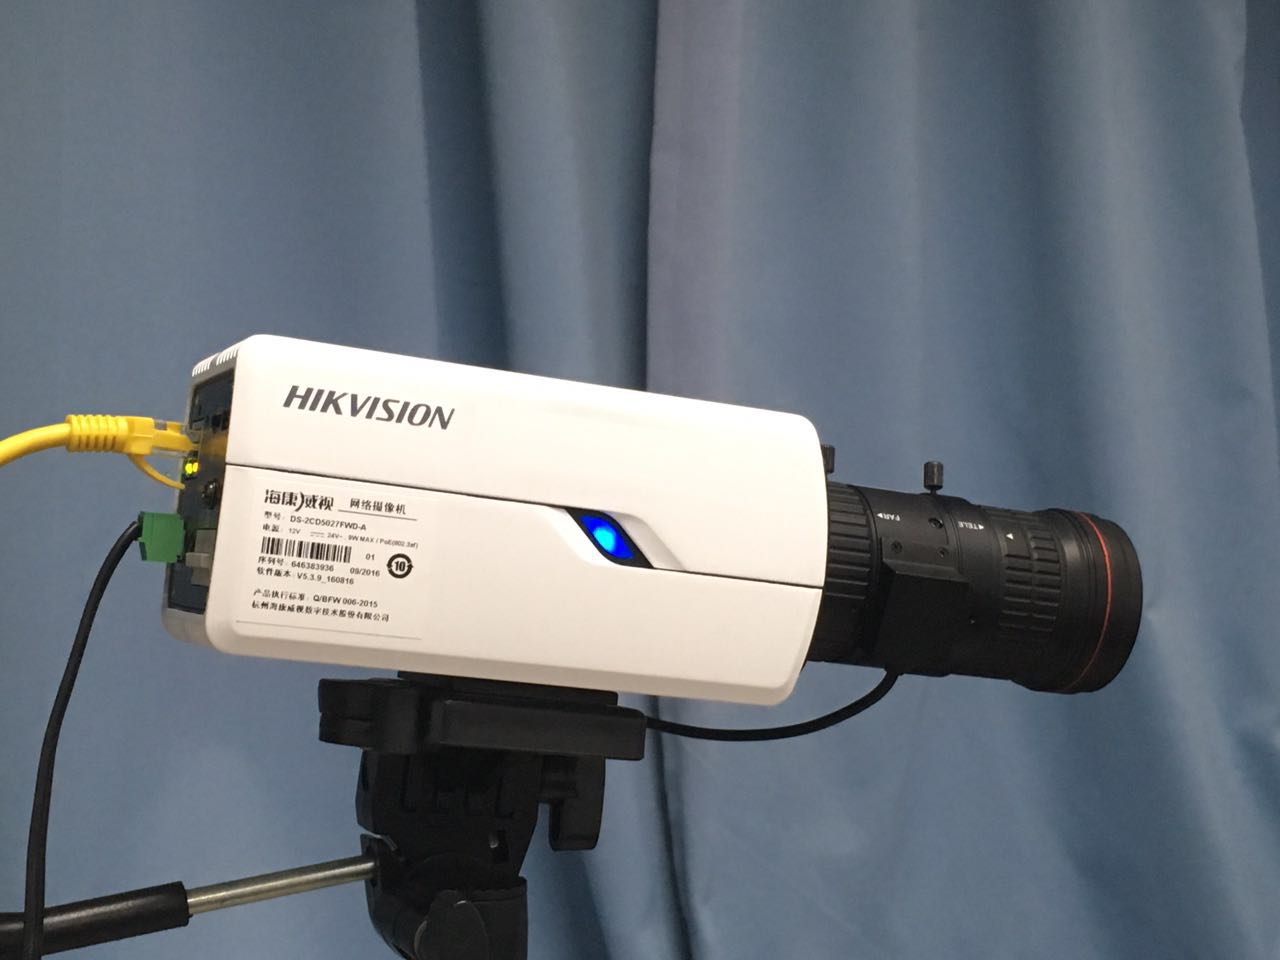 HIKVISION
海康威视 网络摄像机
型号: DS-2CD5027FWD-A
电源: 12V ⎓ 24V~, 9W MAX / PoE(802.3af)
01
序列号: 646383936 09/2016 10
软件版本: V5.3.9_160816
产品执行标准: Q/BFW 006-2015
杭州海康威视数字技术股份有限公司
FAR▶
◀TELE